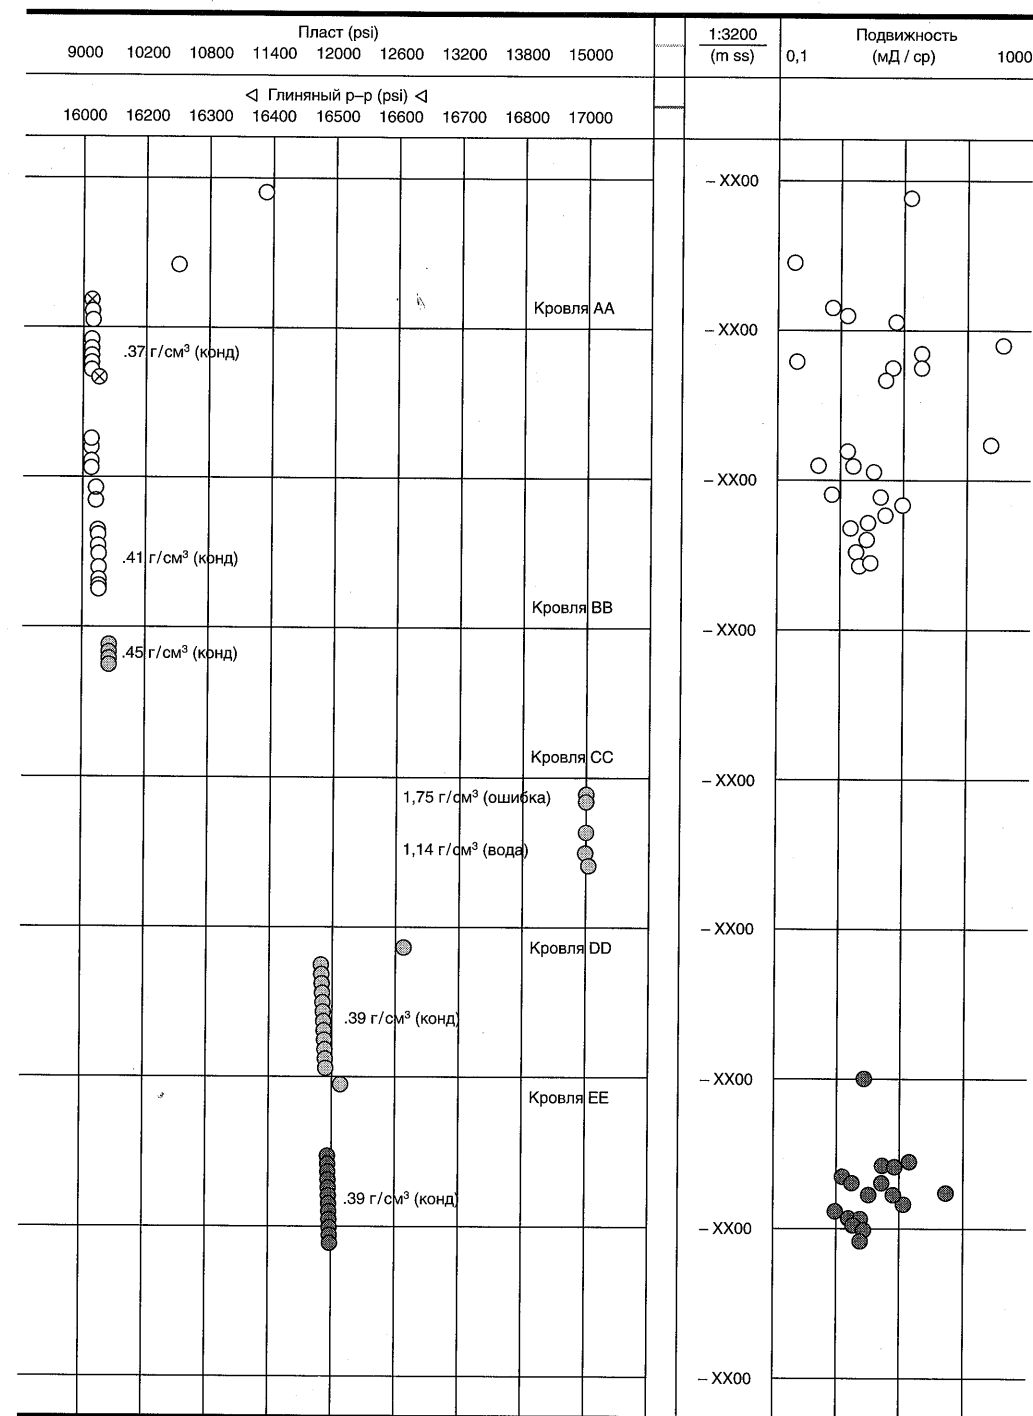 Пласт (psi)
9000 10200 10800 11400 12000 12600 13200 13800 15000
◁ Глиняный р–р (psi) ◁
16000 16200 16300 16400 16500 16600 16700 16800 17000
1:3200
(m ss)
Подвижность
0,1 (мД / ср) 1000
– XX00
Кровля AA
– XX00
.37 г/см³ (конд)
– XX00
.41 г/см³ (конд)
Кровля BB
– XX00
.45 г/см³ (конд)
Кровля CC
– XX00
1,75 г/см³ (ошибка)
1,14 г/см³ (вода)
– XX00
Кровля DD
.39 г/см³ (конд)
– XX00
Кровля EE
.39 г/см³ (конд)
– XX00
– XX00